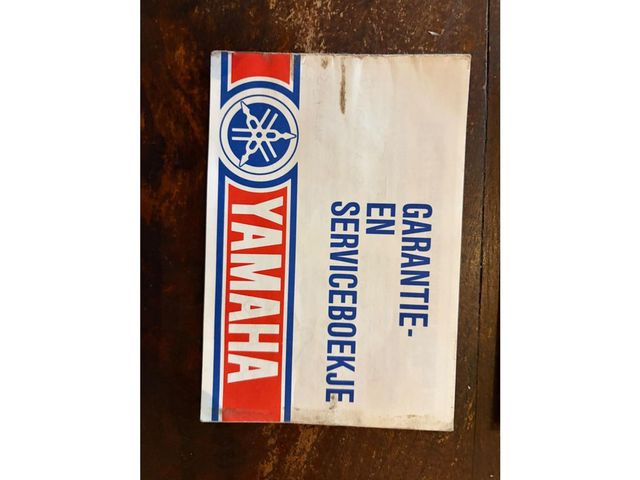 GARANTIE-
EN
SERVICEBOEKJE
YAMAHA